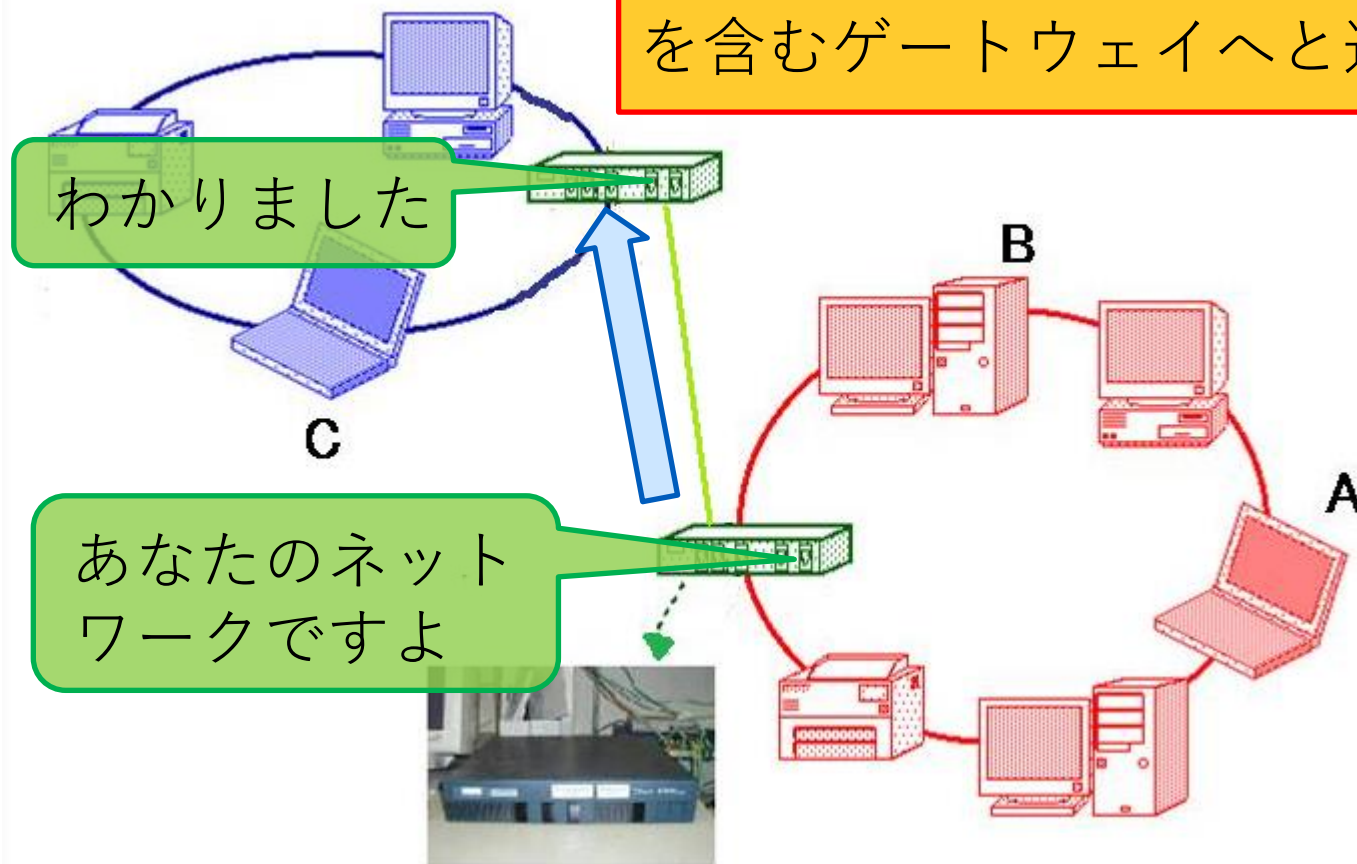 を含むゲートウェイへと
わかりました
B
C
A
あなたのネット
ワークですよ